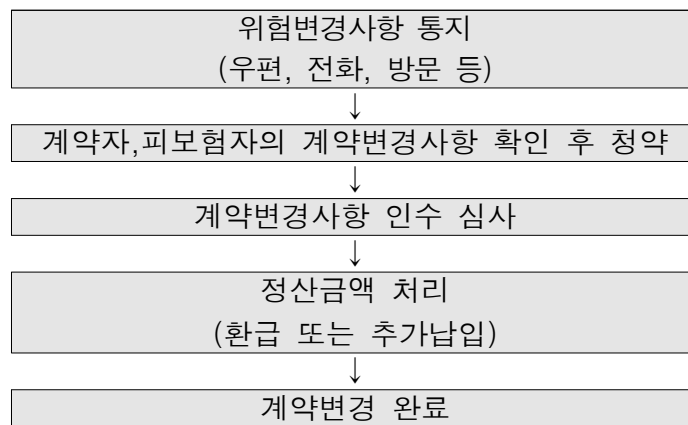 위험변경사항 통지
(우편, 전화, 방문 등)
↓
계약자,피보험자의 계약변경사항 확인 후 청약
↓
계약변경사항 인수 심사
↓
정산금액 처리
(환급 또는 추가납입)
↓
계약변경 완료